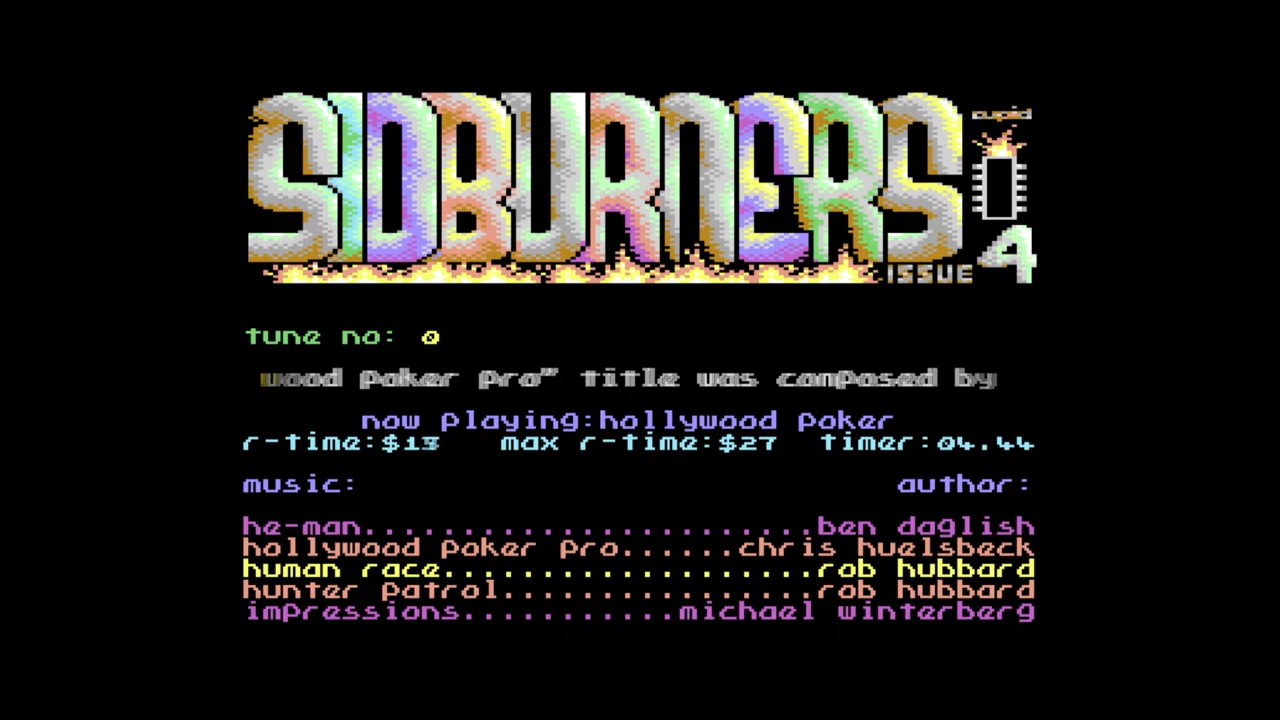 SIDBURNERS
cupid
ISSUE 4
tune no: 0
wood poker pro" title was composed by
now playing:hollywood poker
r-time:$13 max r-time:$27 timer:04.44
music: author:
he-man.......................ben daglish
hollywood poker pro......chris huelsbeck
human race...................rob hubbard
hunter patrol................rob hubbard
impressions...........michael winterberg